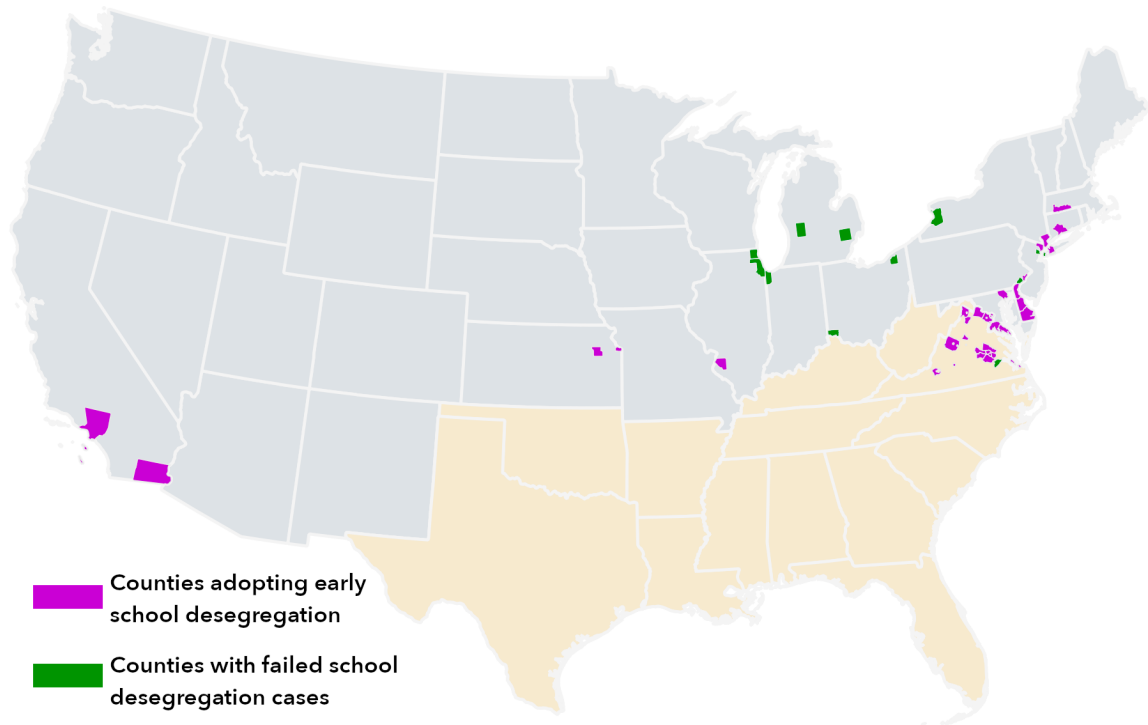 Counties adopting early
school desegregation
Counties with failed school
desegregation cases